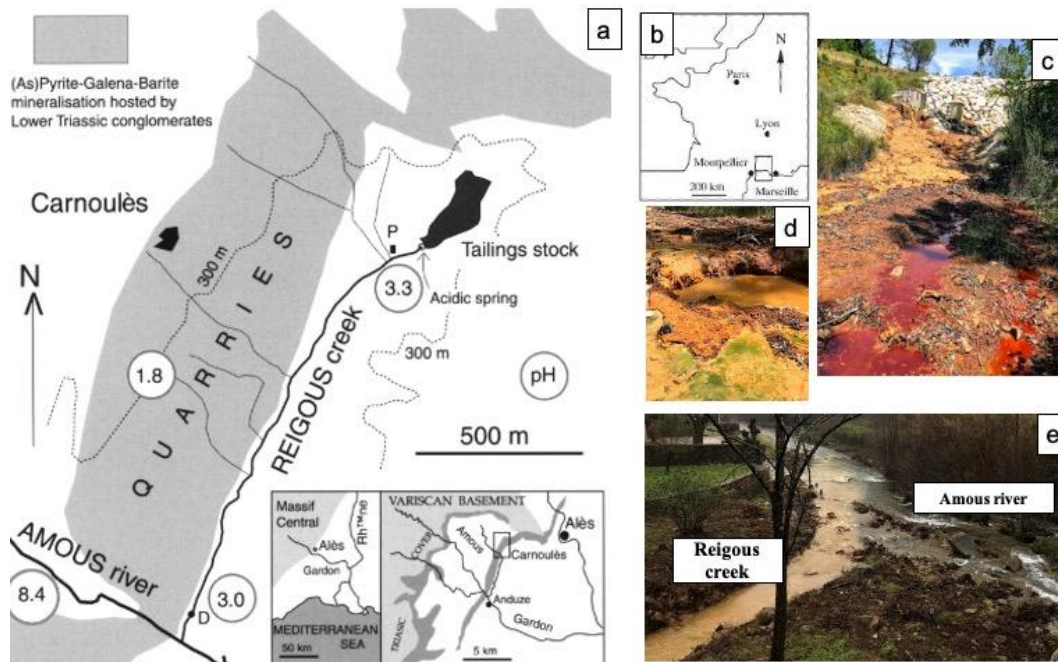 a
(As)Pyrite-Galena-Barite
mineralisation hosted by
Lower Triassic conglomerates
Carnoulès
N
300 m
QUARRIES
1.8
P
3.3
Tailings stock
Acidic spring
300 m
pH
REIGOUS creek
500 m
AMOUS river
8.4
D
3.0
Massif
Central
Alès
Gardon
Rh™ne
MEDITERRANEAN
SEA
50 km
VARISCAN BASEMENT
COVER
TRIASIC
Amous
Alès
Carnoulès
Anduze
Gardon
5 km
b
N
Paris
Lyon
Montpellier
Marseille
200 km
c
d
e
Amous river
Reigous
creek